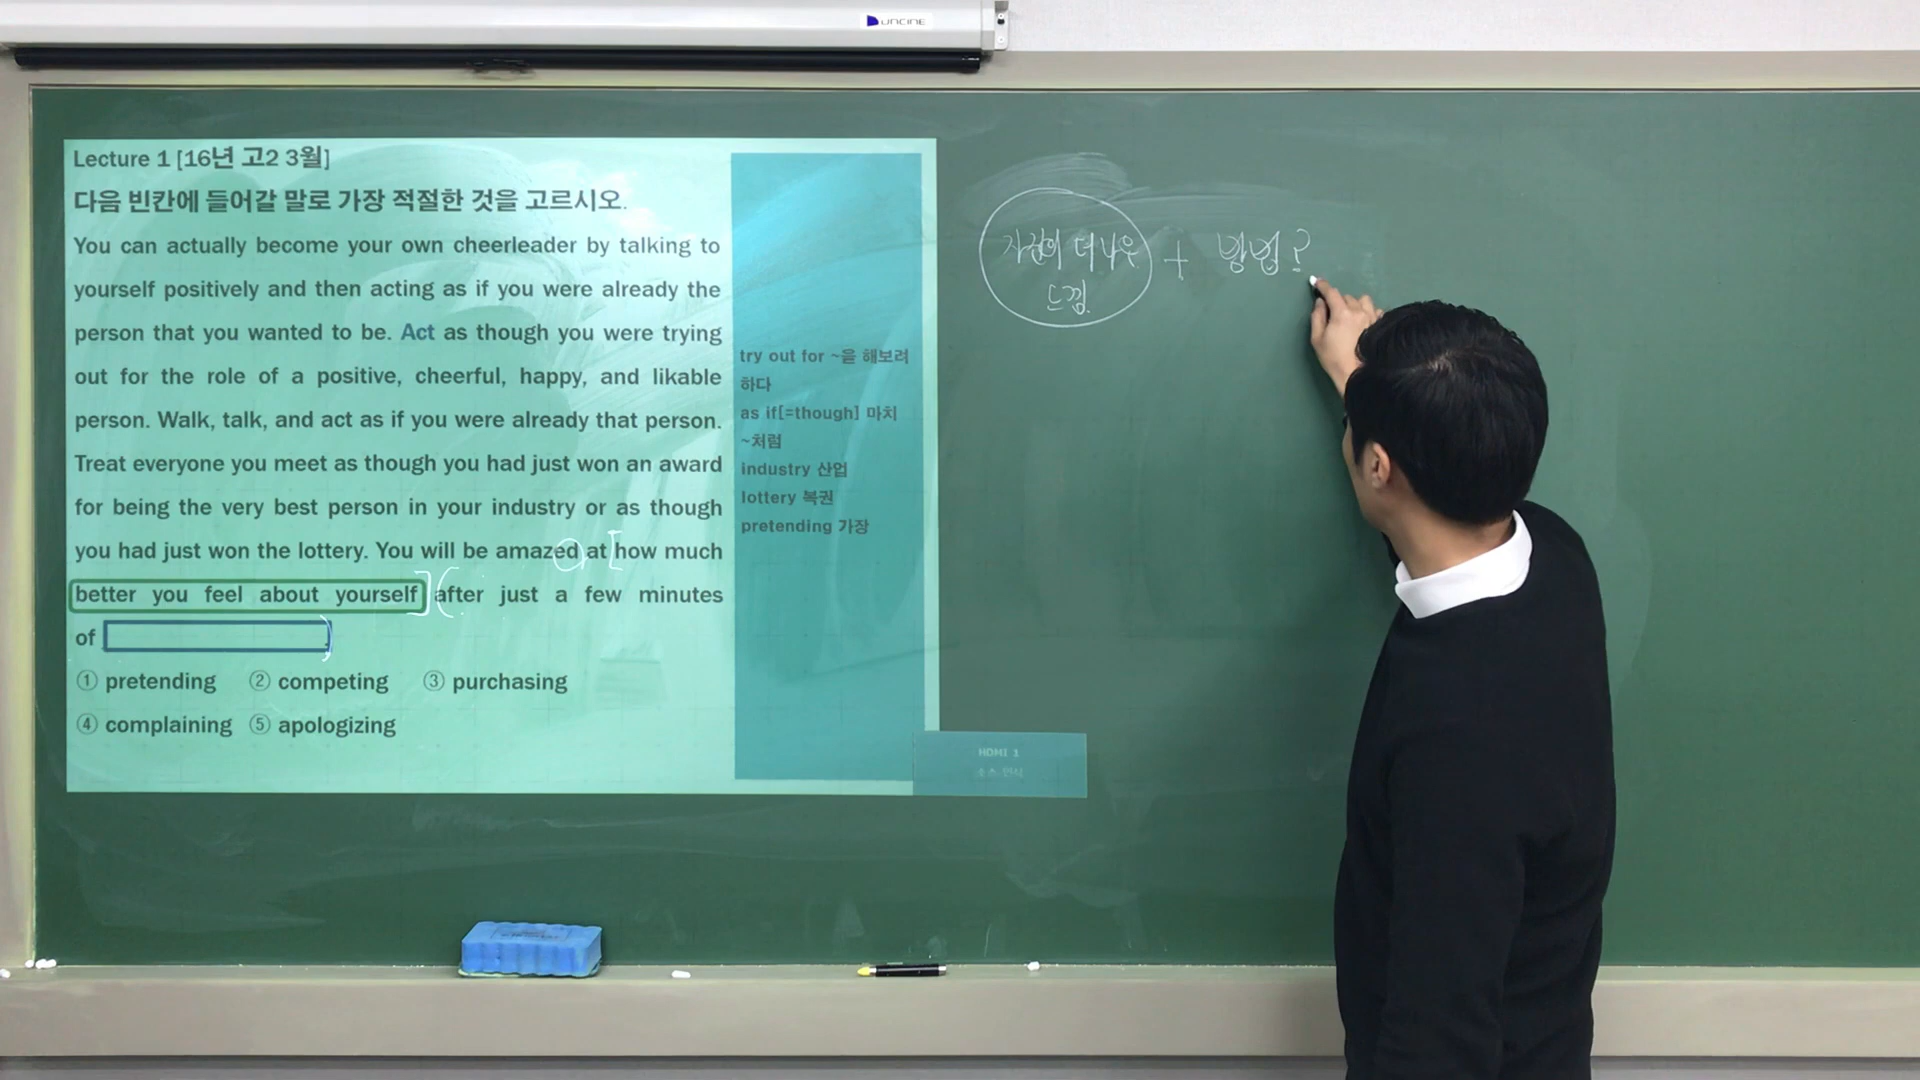 UNCINE
Lecture 1 [16년 고2 3월]
다음 빈칸에 들어갈 말로 가장 적절한 것을 고르시오.
You can actually become your own cheerleader by talking to
yourself positively and then acting as if you were already the
person that you wanted to be. Act as though you were trying
out for the role of a positive, cheerful, happy, and likable
person. Walk, talk, and act as if you were already that person.
Treat everyone you meet as though you had just won an award
for being the very best person in your industry or as though
you had just won the lottery. You will be amazed at [how much
better you feel about yourself] (after just a few minutes
of )
① pretending ② competing ③ purchasing
④ complaining ⑤ apologizing
try out for ~을 해보려
하다
as if[=though] 마치
~처럼
industry 산업
lottery 복권
pretending 가장
HDMI 1
더 나은 + 방법?
느낌